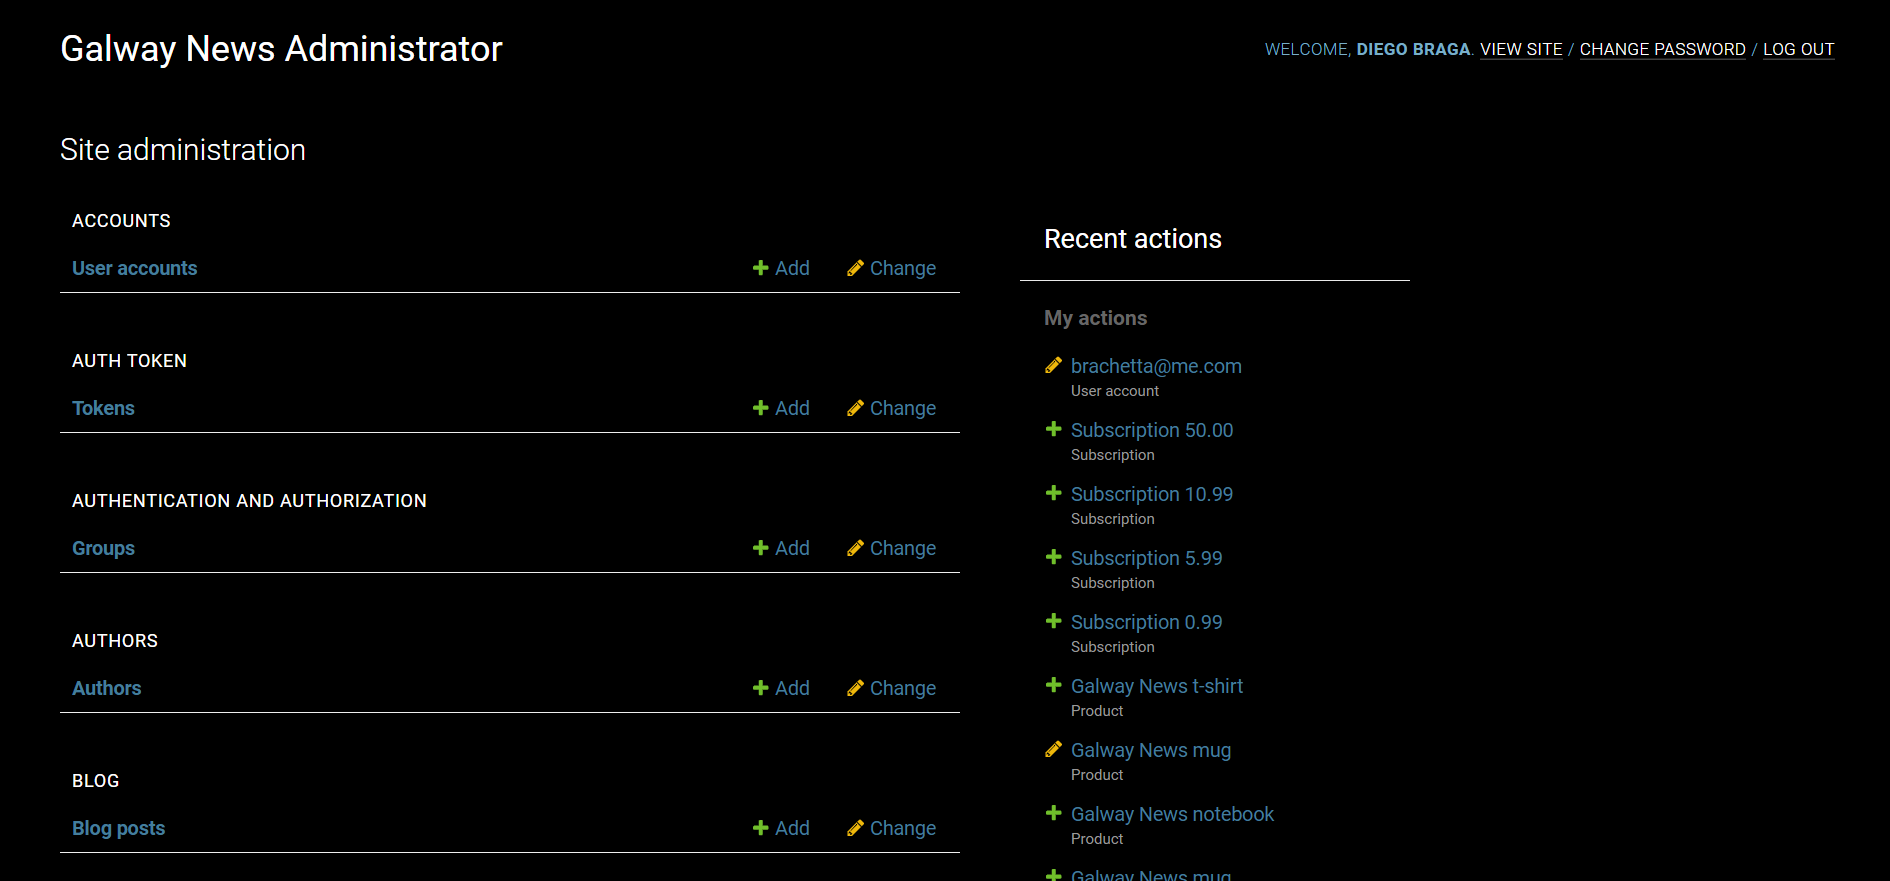 Galway News Administrator
WELCOME, DIEGO BRAGA. VIEW SITE / CHANGE PASSWORD / LOG OUT
Site administration
ACCOUNTS
User accounts Add Change
AUTH TOKEN
Tokens Add Change
AUTHENTICATION AND AUTHORIZATION
Groups Add Change
AUTHORS
Authors Add Change
BLOG
Blog posts Add Change
Recent actions
My actions
brachetta@me.com
User account
Subscription 50.00
Subscription
Subscription 10.99
Subscription
Subscription 5.99
Subscription
Subscription 0.99
Subscription
Galway News t-shirt
Product
Galway News mug
Product
Galway News notebook
Product
Galway News mug